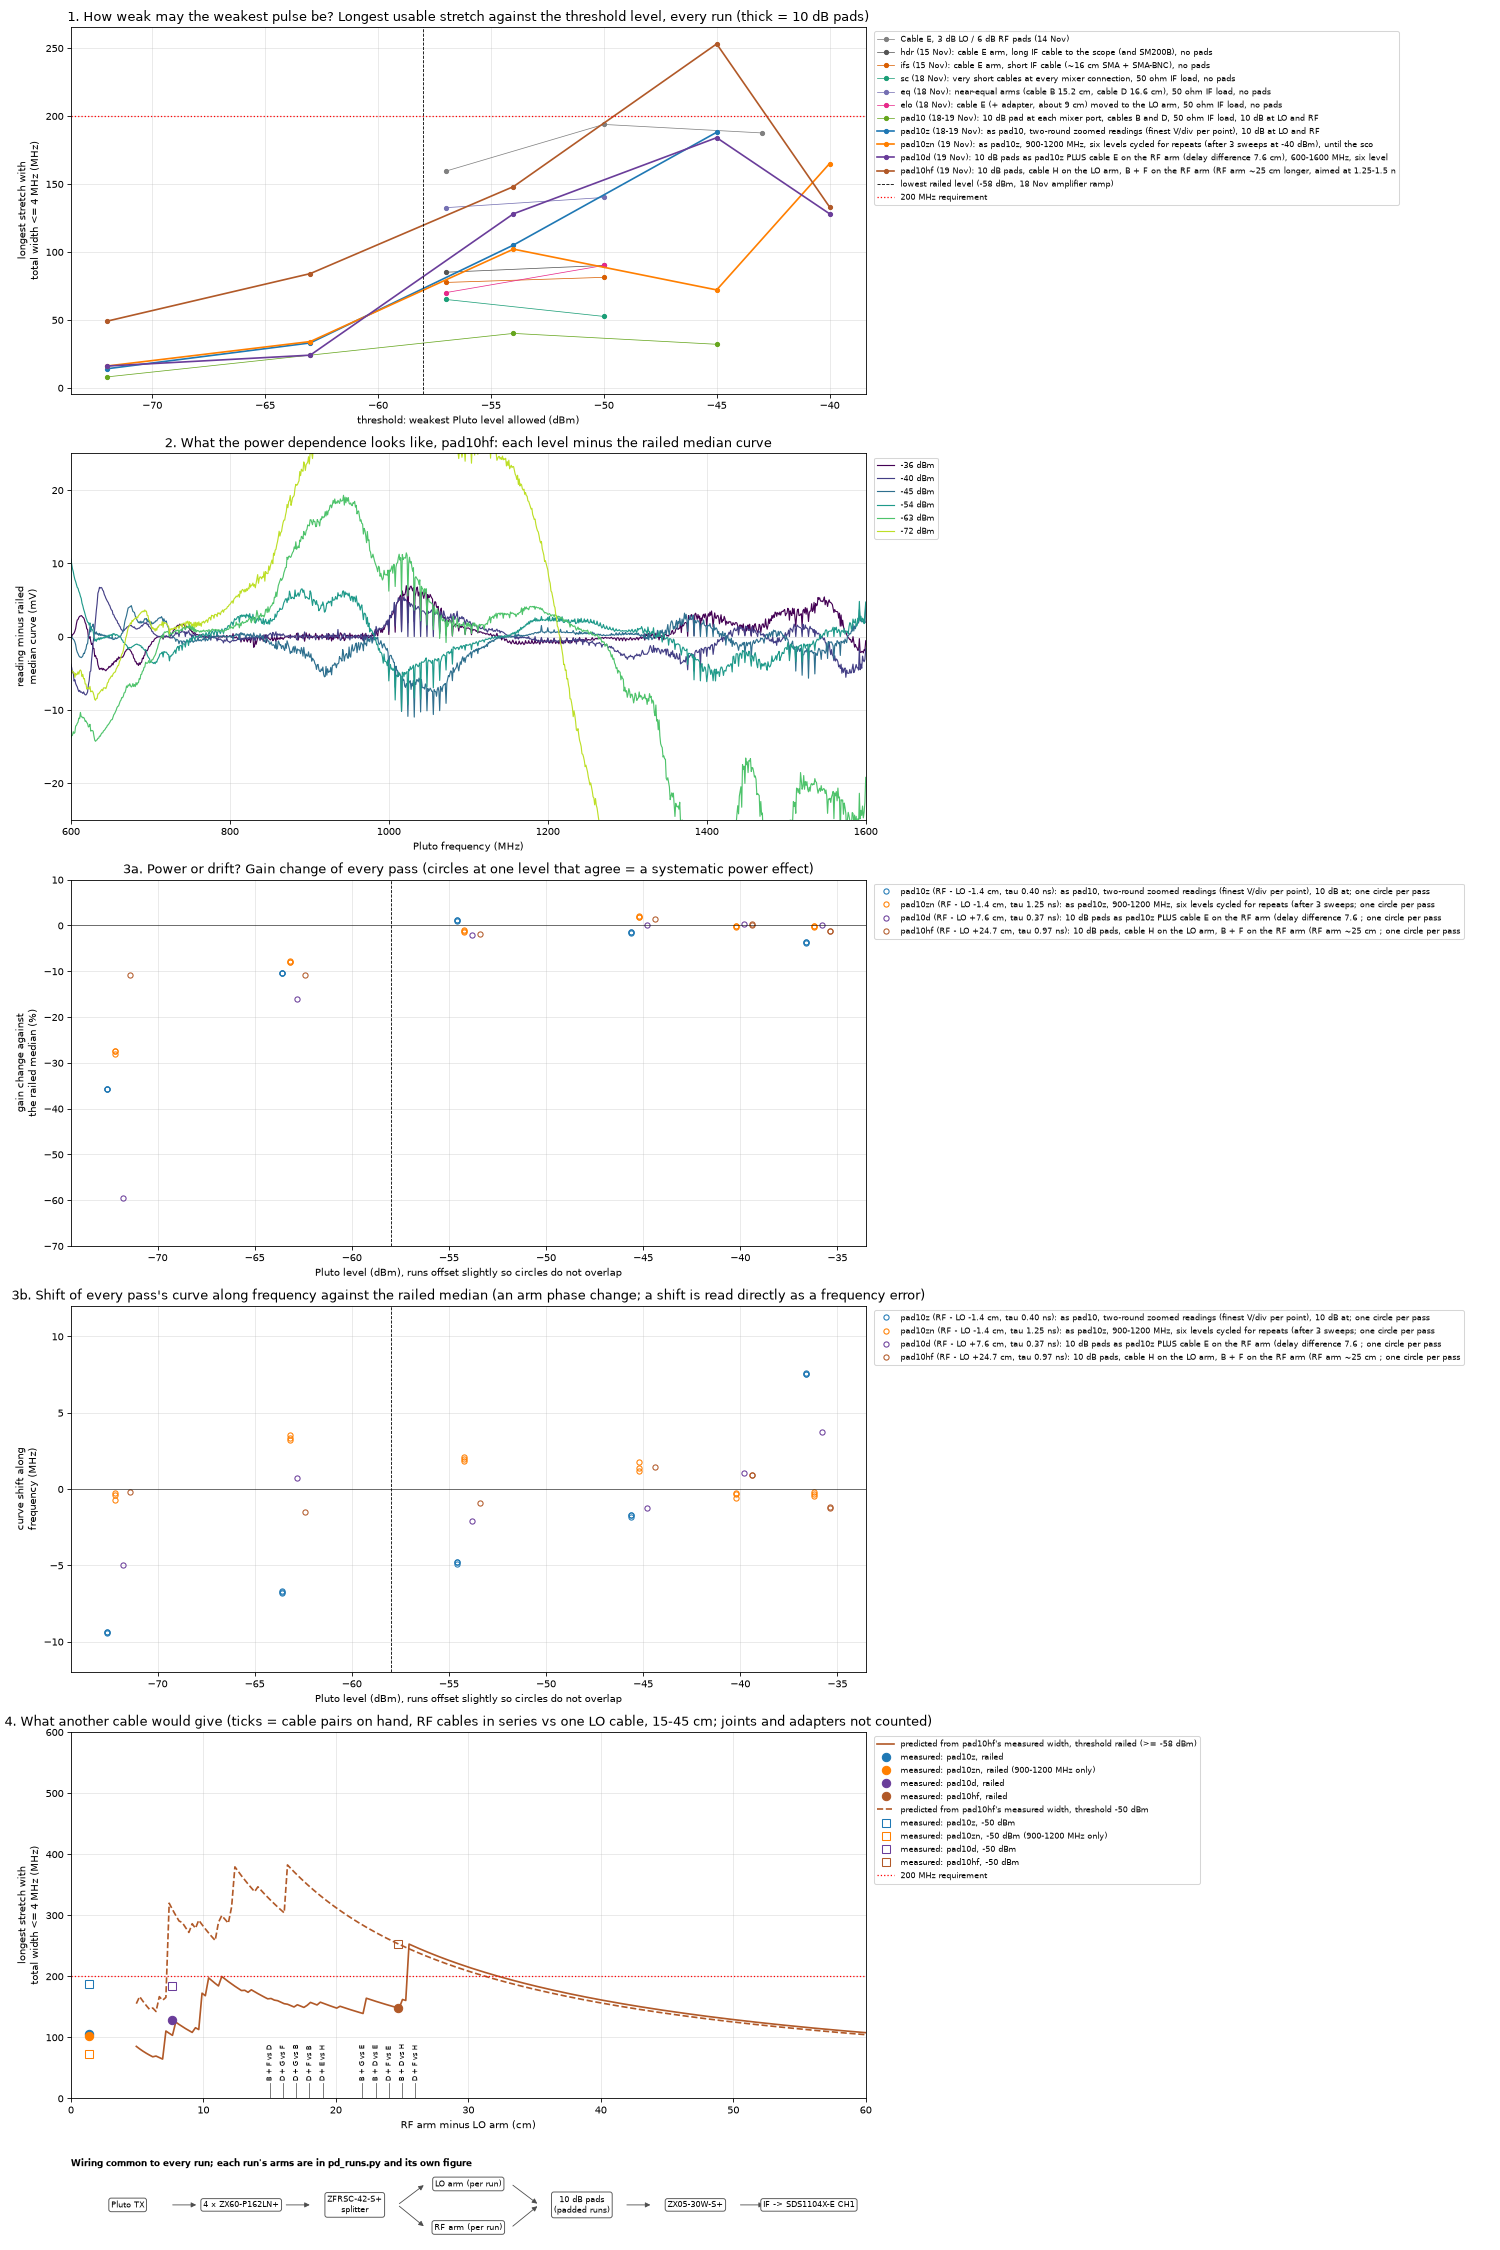 1. How weak may the weakest pulse be? Longest usable stretch against the threshold level, every run (thick = 10 dB pads)
longest stretch with
total width <= 4 MHz (MHz)
250
200
150
100
50
0
−70
−65
−60
−55
−50
−45
−40
threshold: weakest Pluto level allowed (dBm)
Cable E, 3 dB LO / 6 dB RF pads (14 Nov)
hdr (15 Nov): cable E arm, long IF cable to the scope (and SM200B), no pads
ifs (15 Nov): cable E arm, short IF cable (~16 cm SMA + SMA-BNC), no pads
sc (18 Nov): very short cables at every mixer connection, 50 ohm IF load, no pads
eq (18 Nov): near-equal arms (cable B 15.2 cm, cable D 16.6 cm), 50 ohm IF load, no pads
elo (18 Nov): cable E (+ adapter, about 9 cm) moved to the LO arm, 50 ohm IF load, no pads
pad10 (18-19 Nov): 10 dB pad at each mixer port, cables B and D, 50 ohm IF load, 10 dB at LO and RF
pad10z (18-19 Nov): as pad10, two-round zoomed readings (finest V/div per point), 10 dB at LO and RF
pad10zn (19 Nov): as pad10z, 900-1200 MHz, six levels cycled for repeats (after 3 sweeps at -40 dBm), until the sco
pad10d (19 Nov): 10 dB pads as pad10z PLUS cable E on the RF arm (delay difference 7.6 cm), 600-1600 MHz, six level
pad10hf (19 Nov): 10 dB pads, cable H on the LO arm, B + F on the RF arm (RF arm ~25 cm longer, aimed at 1.25-1.5 n
lowest railed level (-58 dBm, 18 Nov amplifier ramp)
200 MHz requirement
2. What the power dependence looks like, pad10hf: each level minus the railed median curve
reading minus railed
median curve (mV)
20
10
0
−10
−20
600
800
1000
1200
1400
1600
Pluto frequency (MHz)
-36 dBm
-40 dBm
-45 dBm
-54 dBm
-63 dBm
-72 dBm
3a. Power or drift? Gain change of every pass (circles at one level that agree = a systematic power effect)
gain change against
the railed median (%)
10
0
−10
−20
−30
−40
−50
−60
−70
−70
−65
−60
−55
−50
−45
−40
−35
Pluto level (dBm), runs offset slightly so circles do not overlap
pad10z (RF - LO -1.4 cm, tau 0.40 ns): as pad10, two-round zoomed readings (finest V/div per point), 10 dB at; one circle per pass
pad10zn (RF - LO -1.4 cm, tau 1.25 ns): as pad10z, 900-1200 MHz, six levels cycled for repeats (after 3 sweeps; one circle per pass
pad10d (RF - LO +7.6 cm, tau 0.37 ns): 10 dB pads as pad10z PLUS cable E on the RF arm (delay difference 7.6 ; one circle per pass
pad10hf (RF - LO +24.7 cm, tau 0.97 ns): 10 dB pads, cable H on the LO arm, B + F on the RF arm (RF arm ~25 cm ; one circle per pass
3b. Shift of every pass's curve along frequency against the railed median (an arm phase change; a shift is read directly as a frequency error)
curve shift along
frequency (MHz)
10
5
0
−5
−10
−70
−65
−60
−55
−50
−45
−40
−35
Pluto level (dBm), runs offset slightly so circles do not overlap
pad10z (RF - LO -1.4 cm, tau 0.40 ns): as pad10, two-round zoomed readings (finest V/div per point), 10 dB at; one circle per pass
pad10zn (RF - LO -1.4 cm, tau 1.25 ns): as pad10z, 900-1200 MHz, six levels cycled for repeats (after 3 sweeps; one circle per pass
pad10d (RF - LO +7.6 cm, tau 0.37 ns): 10 dB pads as pad10z PLUS cable E on the RF arm (delay difference 7.6 ; one circle per pass
pad10hf (RF - LO +24.7 cm, tau 0.97 ns): 10 dB pads, cable H on the LO arm, B + F on the RF arm (RF arm ~25 cm ; one circle per pass
4. What another cable would give (ticks = cable pairs on hand, RF cables in series vs one LO cable, 15-45 cm; joints and adapters not counted)
longest stretch with
total width <= 4 MHz (MHz)
600
500
400
300
200
100
0
B + F vs D
D + G vs F
D + G vs B
D + F vs B
D + E vs H
B + G vs E
B + D vs E
D + F vs E
B + D vs H
D + F vs H
0
10
20
30
40
50
60
RF arm minus LO arm (cm)
predicted from pad10hf's measured width, threshold railed (>= -58 dBm)
measured: pad10z, railed
measured: pad10zn, railed (900-1200 MHz only)
measured: pad10d, railed
measured: pad10hf, railed
predicted from pad10hf's measured width, threshold -50 dBm
measured: pad10z, -50 dBm
measured: pad10zn, -50 dBm (900-1200 MHz only)
measured: pad10d, -50 dBm
measured: pad10hf, -50 dBm
200 MHz requirement
Wiring common to every run; each run's arms are in pd_runs.py and its own figure
Pluto TX
4 x ZX60-P162LN+
ZFRSC-42-S+
splitter
LO arm (per run)
RF arm (per run)
10 dB pads
(padded runs)
ZX05-30W-S+
IF -> SDS1104X-E CH1